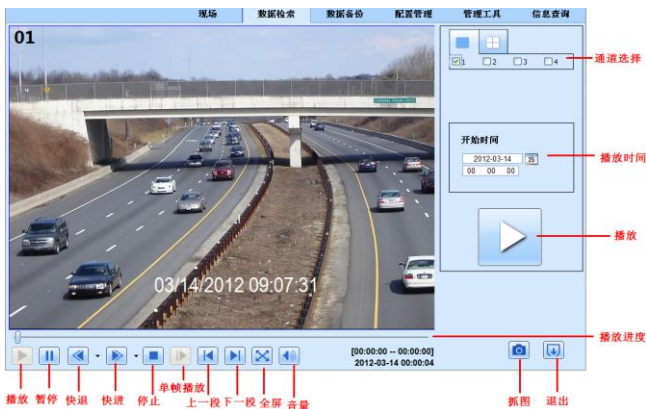 现场 数据检索 数据备份 配置管理 管理工具 信息查询
01
1 2 3 4
通道选择
开始时间
2012-03-14 25
00 00 00
播放时间
播放
03/14/2012 09:07:31
播放进度
[00:00:00 -- 00:00:00]
2012-03-14 00:00:04
播放 暂停 快退 快进 停止 单帧播放 上一段 下一段 全屏 音量 抓图 退出